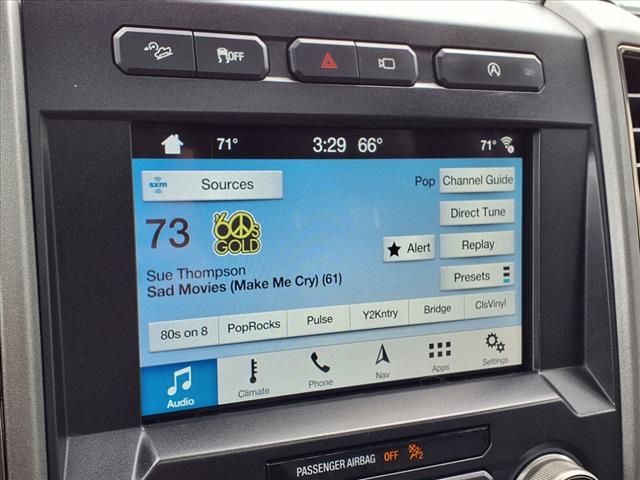 OFF
A
71°
3:29 66°
71°
sxm
Sources
Pop
Channel Guide
73
'60s
GOLD
Direct Tune
Alert
Replay
Sue Thompson
Sad Movies (Make Me Cry) (61)
Presets
80s on 8
PopRocks
Pulse
Y2Kntry
Bridge
ClsVinyl
Audio
Climate
Phone
Nav
Apps
Settings
PASSENGER AIRBAG OFF
2